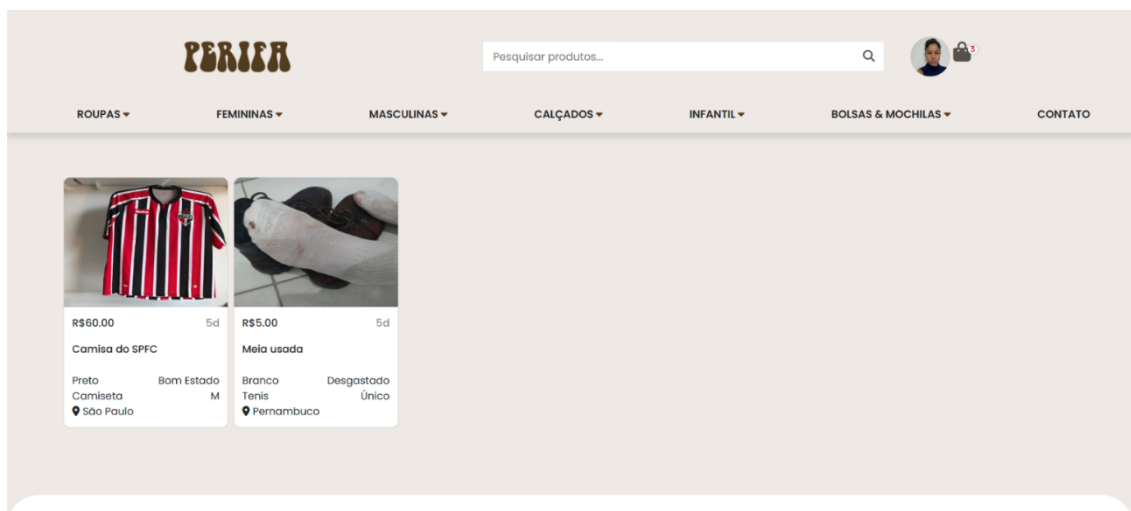 PERIFA
Pesquisar produtos...
3
ROUPAS
FEMININAS
MASCULINAS
CALÇADOS
INFANTIL
BOLSAS & MOCHILAS
CONTATO
R$60.00 5d
Camisa do SPFC
Preto Bom Estado
Camiseta M
São Paulo
R$5.00 5d
Meia usada
Branco Desgastado
Tenis Único
Pernambuco